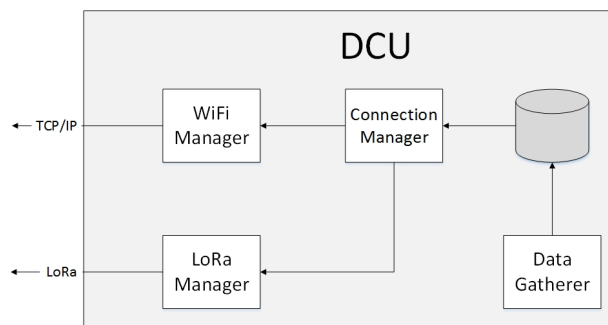 DCU
WiFi
Manager
Connection
Manager
TCP/IP
LoRa
Manager
LoRa
Data
Gatherer